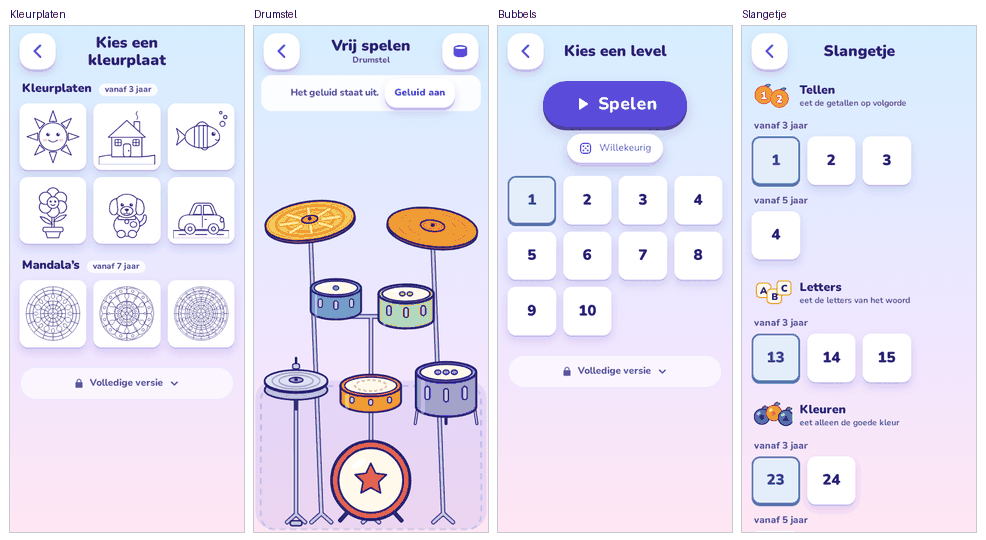 Kleurplaten
Kies een
kleurplaat
Kleurplaten vanaf 3 jaar
Mandala's vanaf 7 jaar
Volledige versie
Drumstel
Vrij spelen
Drumstel
Het geluid staat uit. Geluid aan
Bubbels
Kies een level
Spelen
Willekeurig
1 2 3 4
5 6 7 8
9 10
Volledige versie
Slangetje
Slangetje
1 2
Tellen
eet de getallen op volgorde
vanaf 3 jaar
1 2 3
vanaf 5 jaar
4
A B C
Letters
eet de letters van het woord
vanaf 3 jaar
13 14 15
Kleuren
eet alleen de goede kleur
vanaf 3 jaar
23 24
vanaf 5 jaar